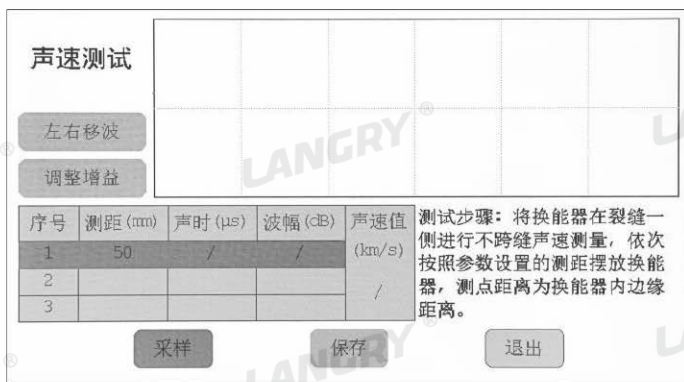 声速测试
左右移波
调整增益
LANGRY®
序号 测距(mm) 声时(μs) 波幅(dB) 声速值(km/s)
1 50 / / /
2
3
测试步骤：将换能器在裂缝一
侧进行不跨缝声速测量，依次
按照参数设置的测距摆放换能
器，测点距离为换能器内边缘
距离。
采样 保存 退出
LANGRY®